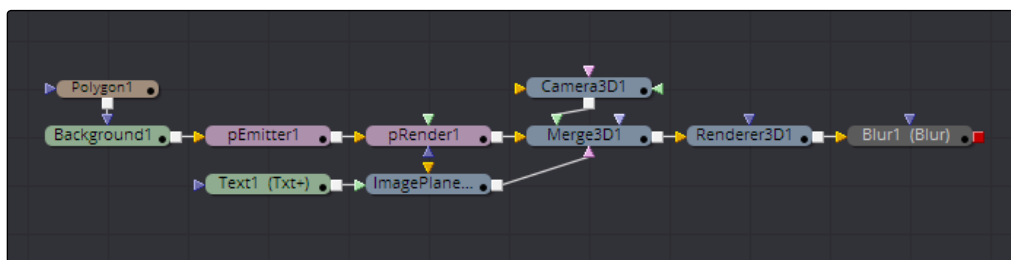 Polygon1
Camera3D1
Background1
pEmitter1
pRender1
Merge3D1
Renderer3D1
Blur1 (Blur)
Text1 (Txt+)
ImagePlane...